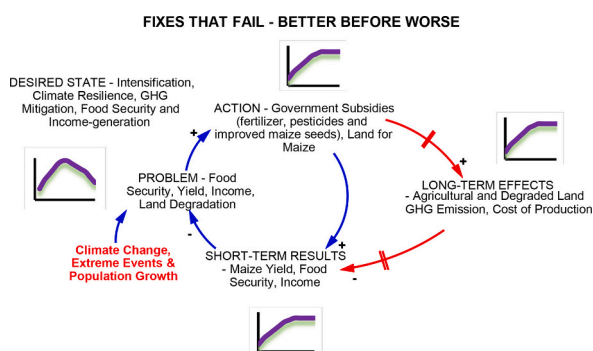 FIXES THAT FAIL - BETTER BEFORE WORSE
DESIRED STATE - Intensification,
Climate Resilience, GHG
Mitigation, Food Security and
Income-generation
ACTION - Government Subsidies
(fertilizer, pesticides and
improved maize seeds), Land for
Maize
+
+
PROBLEM - Food
Security, Yield, Income,
Land Degradation
LONG-TERM EFFECTS
- Agricultural and Degraded Land
GHG Emission, Cost of Production
-
Climate Change,
Extreme Events &
Population Growth
+
SHORT-TERM RESULTS
- Maize Yield, Food
Security, Income
-